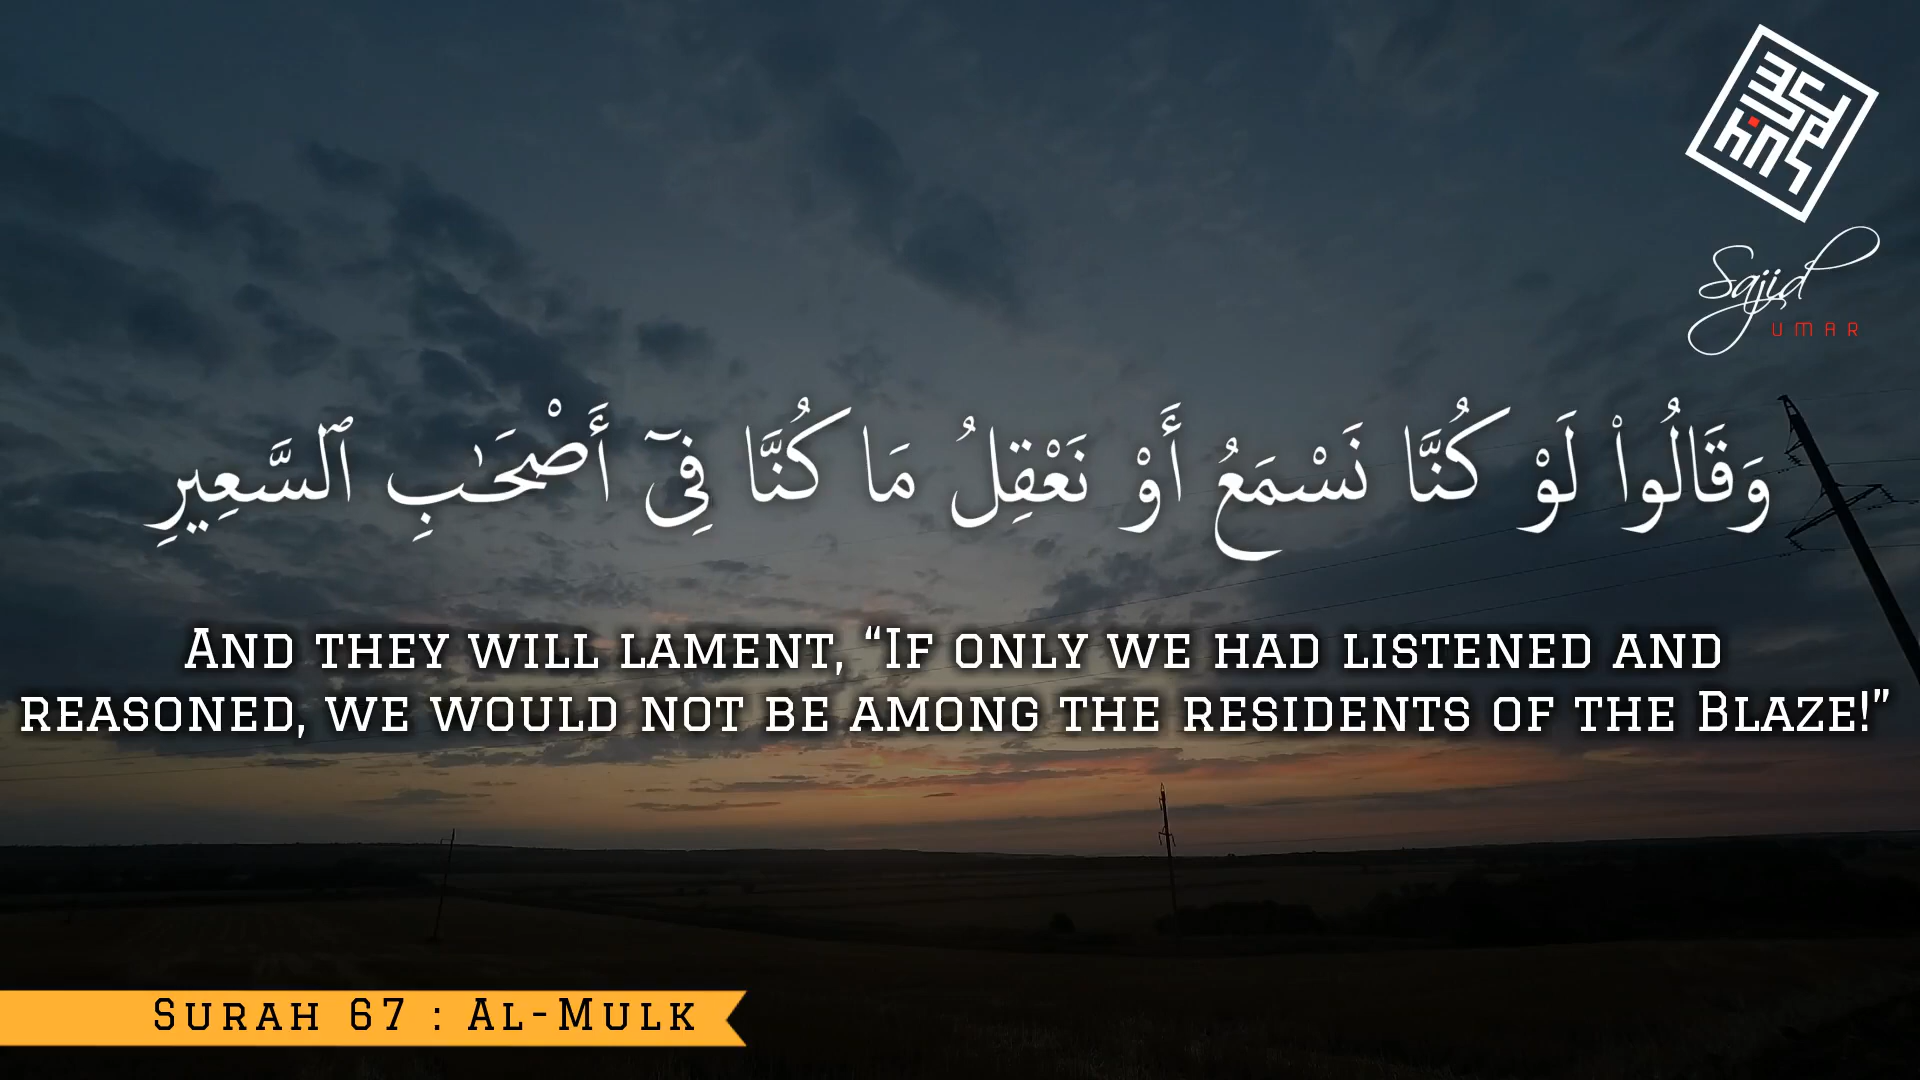 Sajid
UMAR
وَقَالُوا۟ لَوْ كُنَّا نَسْمَعُ أَوْ نَعْقِلُ مَا كُنَّا فِىٓ أَصْحَـٰبِ ٱلسَّعِيرِ
And they will lament, “If only we had listened and
reasoned, we would not be among the residents of the Blaze!”
Surah 67 : Al-Mulk